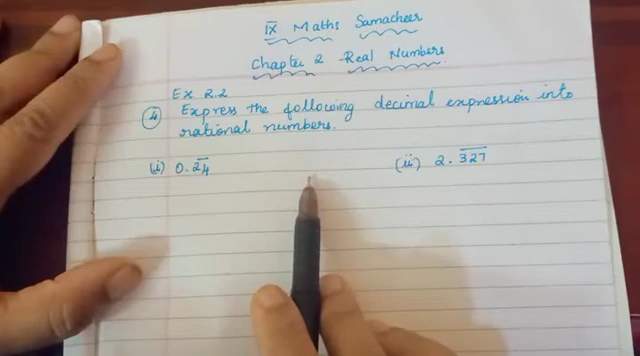 IX Maths Samacheer
Chapter 2 Real Numbers.
Ex 2.2
4 Express the following decimal expression into
rational numbers.
(i) 0.2̅4̅ (ii) 2.3̅2̅7̅